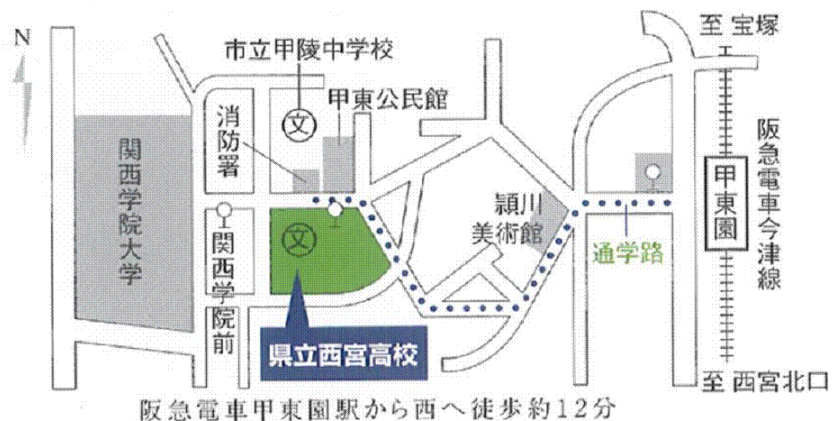 N
至 宝塚
市立甲陵中学校
甲東公民館
消防署
文
関西学院大学
阪急電車今津線
甲東園
頴川
美術館
通学路
文
関西学院前
県立西宮高校
至 西宮北口
阪急電車甲東園駅から西へ徒歩約12分